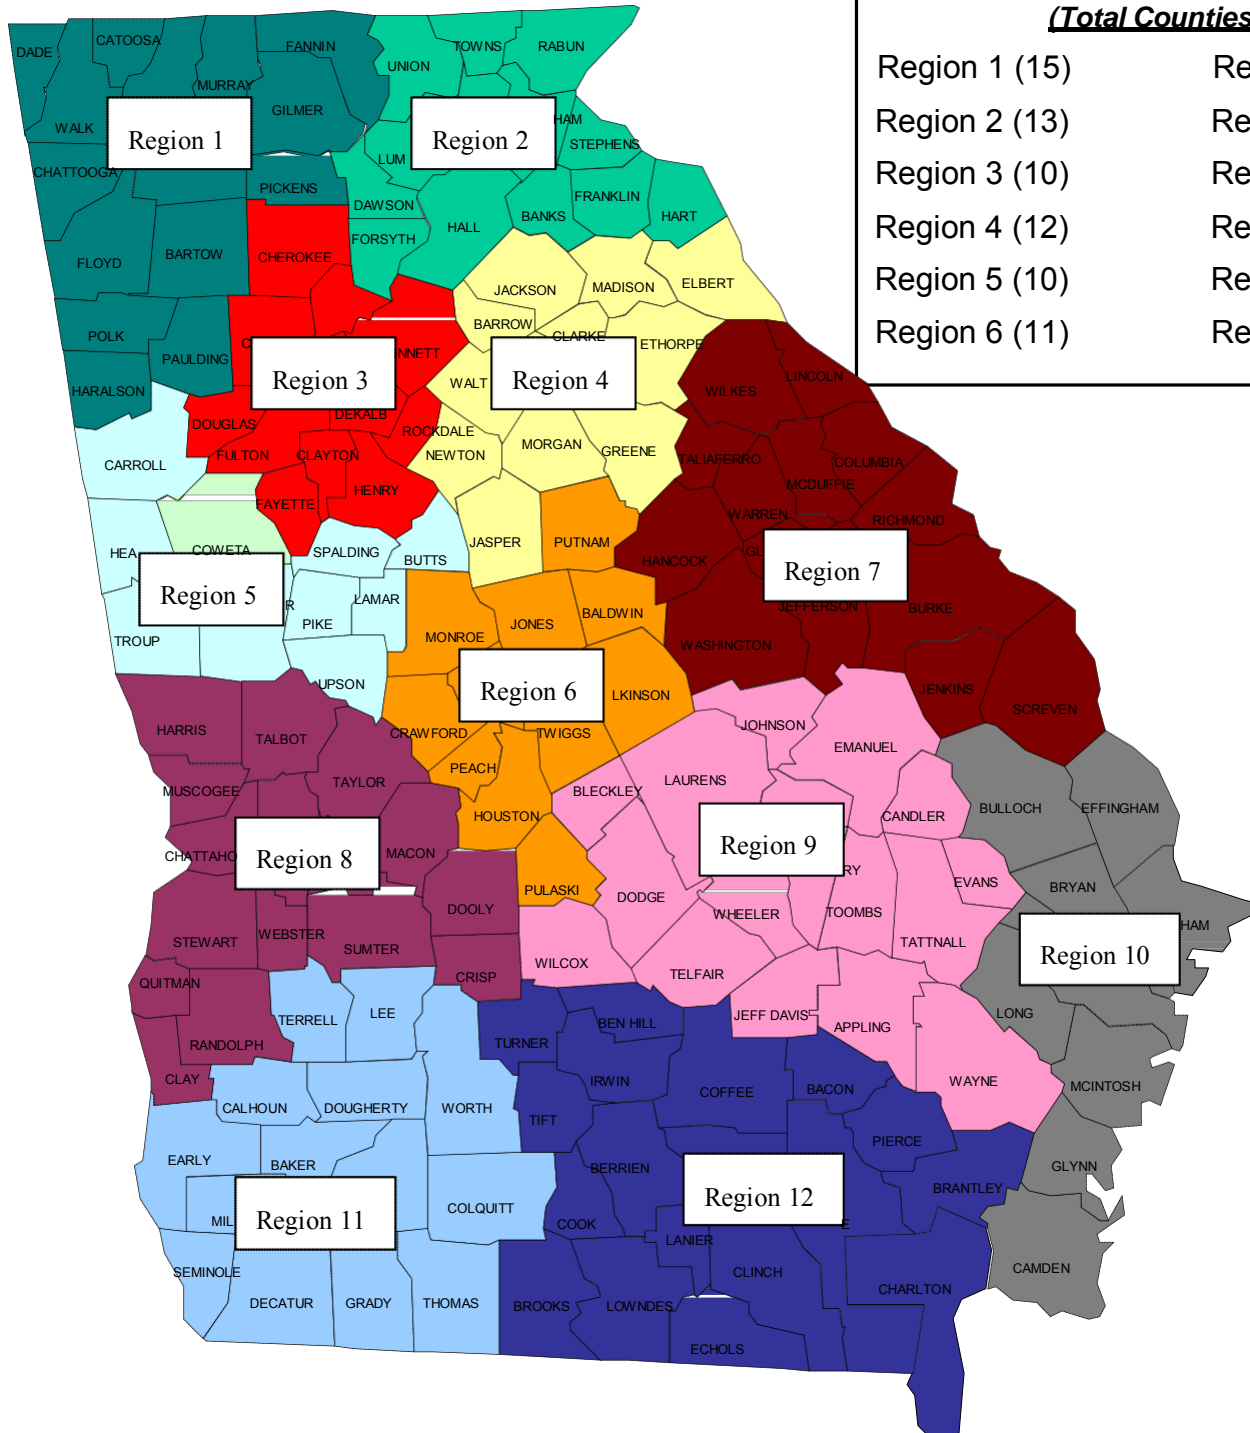 (Total Counties
Region 1 (15) Re
Region 2 (13) Re
Region 3 (10) Re
Region 4 (12) Re
Region 5 (10) Re
Region 6 (11) Re
DADE
CATOOSA
FANNIN
TOWNS
RABUN
UNION
MURRAY
GILMER
WALK
Region 1
Region 2
HAM
STEPHENS
LUM
CHATTOOGA
PICKENS
DAWSON
FRANKLIN
BANKS
HART
HALL
FORSYTH
FLOYD
BARTOW
CHEROKEE
JACKSON
MADISON
ELBERT
POLK
PAULDING
C
NNETT
BARROW
CLARKE
ETHORPE
Region 3
Region 4
WALT
HARALSON
WILKES
LINCOLN
DOUGLAS
DEKALB
ROCKDALE
CARROLL
FULTON
CLAYTON
NEWTON
MORGAN
GREENE
TALIAFERRO
COLUMBIA
MCDUFFIE
FAYETTE
HENRY
WARREN
RICHMOND
HEA
COWETA
SPALDING
BUTTS
JASPER
PUTNAM
HANCOCK
GL
Region 7
Region 5
R
PIKE
LAMAR
MONROE
JONES
BALDWIN
JEFFERSON
BURKE
TROUP
WASHINGTON
UPSON
Region 6
LKINSON
JENKINS
SCREVEN
HARRIS
TALBOT
CRAWFORD
TWIGGS
JOHNSON
EMANUEL
TAYLOR
PEACH
LAURENS
MUSCOGEE
BLECKLEY
HOUSTON
CANDLER
BULLOCH
EFFINGHAM
CHATTAHO
Region 8
MACON
Region 9
RY
PULASKI
DODGE
EVANS
BRYAN
DOOLY
WHEELER
TOOMBS
STEWART
WEBSTER
SUMTER
TATTNALL
Region 10
HAM
WILCOX
TELFAIR
CRISP
QUITMAN
TERRELL
LEE
BEN HILL
JEFF DAVIS
APPLING
LONG
RANDOLPH
TURNER
CLAY
IRWIN
COFFEE
BACON
WAYNE
MCINTOSH
CALHOUN
DOUGHERTY
WORTH
TIFT
PIERCE
EARLY
BAKER
BERRIEN
GLYNN
BRANTLEY
MIL
Region 11
COLQUITT
COOK
Region 12
E
LANIER
SEMINOLE
CLINCH
CAMDEN
DECATUR
GRADY
THOMAS
BROOKS
LOWNDES
CHARLTON
ECHOLS